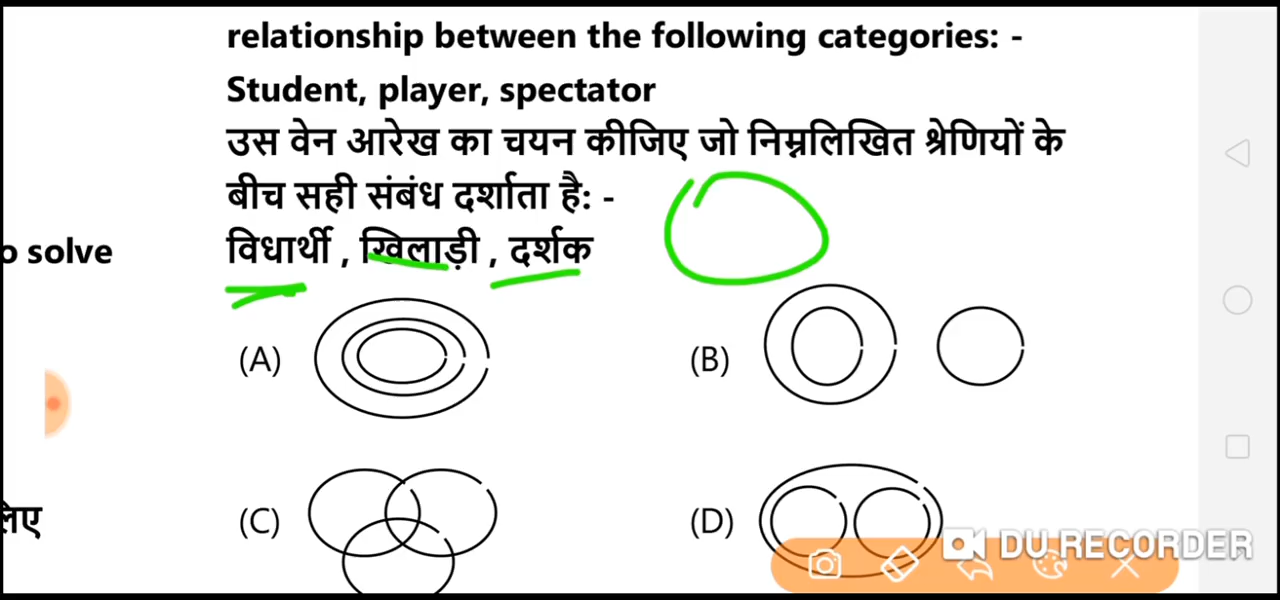 relationship between the following categories: -
Student, player, spectator
उस वेन आरेख का चयन कीजिए जो निम्नलिखित श्रेणियों के
बीच सही संबंध दर्शाता है: -
o solve
विधार्थी , खिलाड़ी , दर्शक
(A)
(B)
लिए
(C)
(D)
DU RECORDER